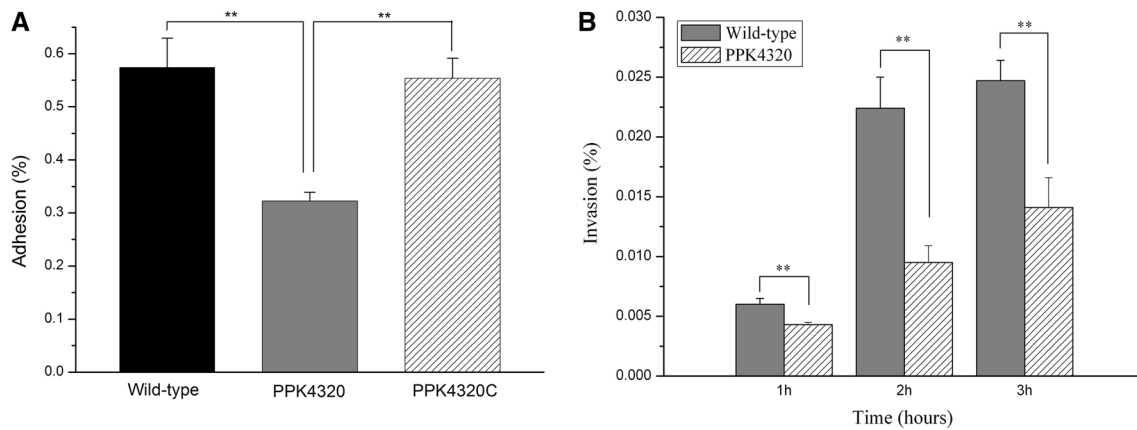 A
**
**
0.6
0.5
0.4
0.3
0.2
0.1
0.0
Adhesion (%)
Wild-type PPK4320 PPK4320C
B
Wild-type
PPK4320
**
**
**
0.030
0.025
0.020
0.015
0.010
0.005
0.000
Invasion (%)
1h 2h 3h
Time (hours)